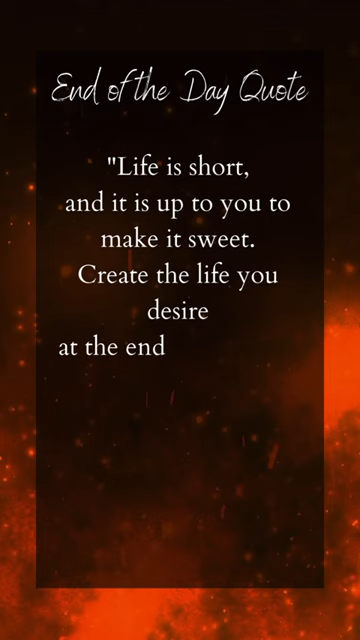 End of the Day Quote
"Life is short,
and it is up to you to
make it sweet.
Create the life you
desire
at the end